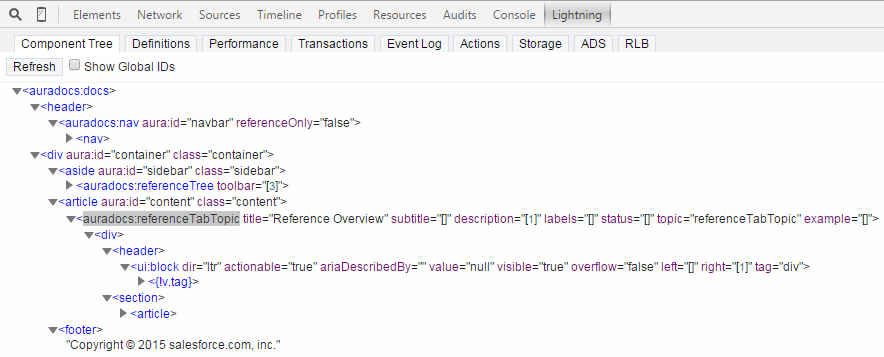 Elements Network Sources Timeline Profiles Resources Audits Console Lightning
Component Tree Definitions Performance Transactions Event Log Actions Storage ADS RLB
Refresh Show Global IDs
<auradocs:docs>
<header>
<auradocs:nav aura:id="navbar" referenceOnly="false">
<nav>
<div aura:id="container" class="container">
<aside aura:id="sidebar" class="sidebar">
<auradocs:referenceTree toolbar="[3]">
<article aura:id="content" class="content">
<auradocs:referenceTabTopic title="Reference Overview" subtitle="[]" description="[1]" labels="[]" status="[]" topic="referenceTabTopic" example="[]">
<div>
<header>
<ui:block dir="ltr" actionable="true" ariaDescribedBy="" value="null" visible="true" overflow="false" left="[]" right="[1]" tag="div">
<{!v.tag}>
<section>
<article>
<footer>
"Copyright © 2015 salesforce.com, inc."